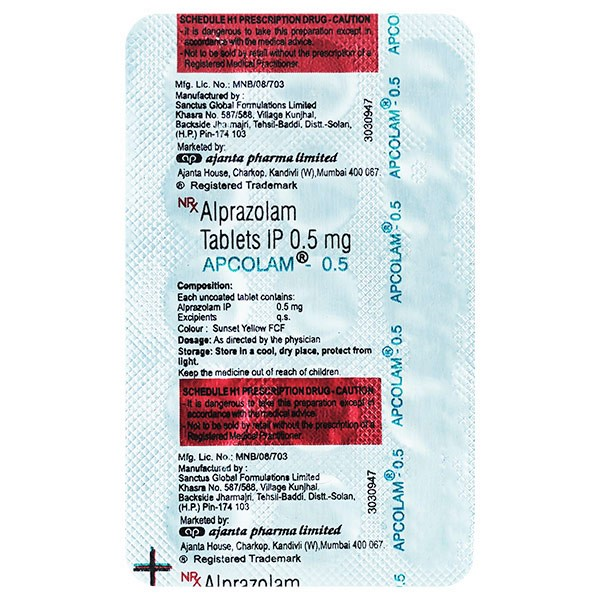 SCHEDULE H1 PRESCRIPTION DRUG - CAUTION
- It is dangerous to take this preparation except in
accordance with the medical advice.
- Not to be sold by retail without the prescription of a
Registered Medical Practitioner.
Mfg. Lic. No.: MNB/08/703
Manufactured by :
Sanctus Global Formulations Limited
Khasra No. 587/588, Village Kunjhal,
Backside Jharmajri, Tehsil-Baddi, Distt.-Solan,
(H.P.) Pin-174 103
3030947
Marketed by:
ap ajanta pharma limited
Ajanta House, Charkop, Kandivli (W),Mumbai 400 067.
® Registered Trademark
NRx Alprazolam
Tablets IP 0.5 mg
APCOLAM® - 0.5
Composition:
Each uncoated tablet contains:
Alprazolam IP 0.5 mg
Excipients q.s.
Colour : Sunset Yellow FCF
Dosage: As directed by the physician
Storage: Store in a cool, dry place, protect from
light.
Keep the medicine out of reach of children
SCHEDULE H1 PRESCRIPTION DRUG - CAUTION
- It is dangerous to take this preparation except in
accordance with the medical advice.
- Not to be sold by retail without the prescription of a
Registered Medical Practitioner.
Mfg. Lic. No.: MNB/08/703
Manufactured by :
Sanctus Global Formulations Limited
Khasra No. 587/588, Village Kunjhal,
Backside Jharmajri, Tehsil-Baddi, Distt.-Solan,
(H.P.) Pin-174 103
3030947
Marketed by:
ap ajanta pharma limited
Ajanta House, Charkop, Kandivli (W),Mumbai 400 067.
® Registered Trademark
NRx Alprazolam
APCOLAM® - 0.5
APCOLAM® - 0.5
APCOLAM® - 0.5
APCOLAM® - 0.5
APCO